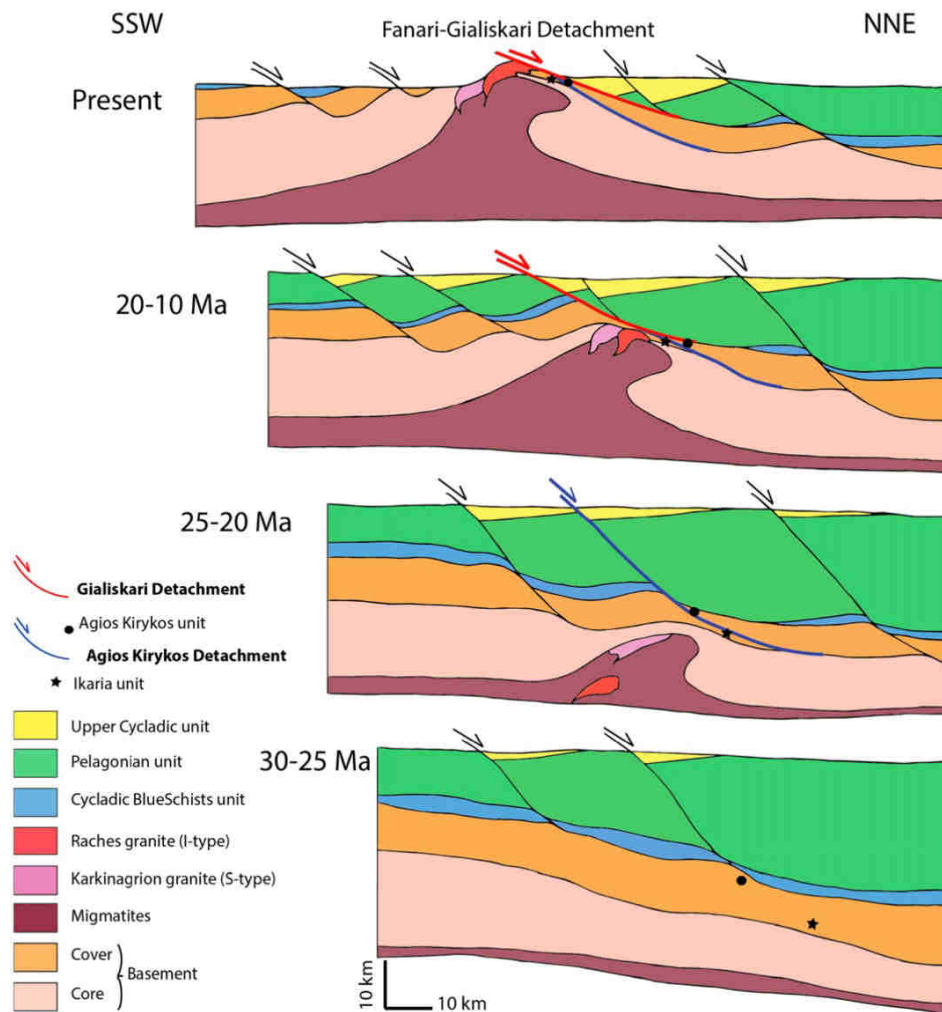 SSW
Fanari-Gialiskari Detachment
NNE
Present
20-10 Ma
25-20 Ma
Gialiskari Detachment
Agios Kirykos unit
Agios Kirykos Detachment
Ikaria unit
Upper Cycladic unit
30-25 Ma
Pelagonian unit
Cycladic BlueSchists unit
Raches granite (I-type)
Karkinagrion granite (S-type)
Migmatites
Cover
Basement
Core
10 km
10 km